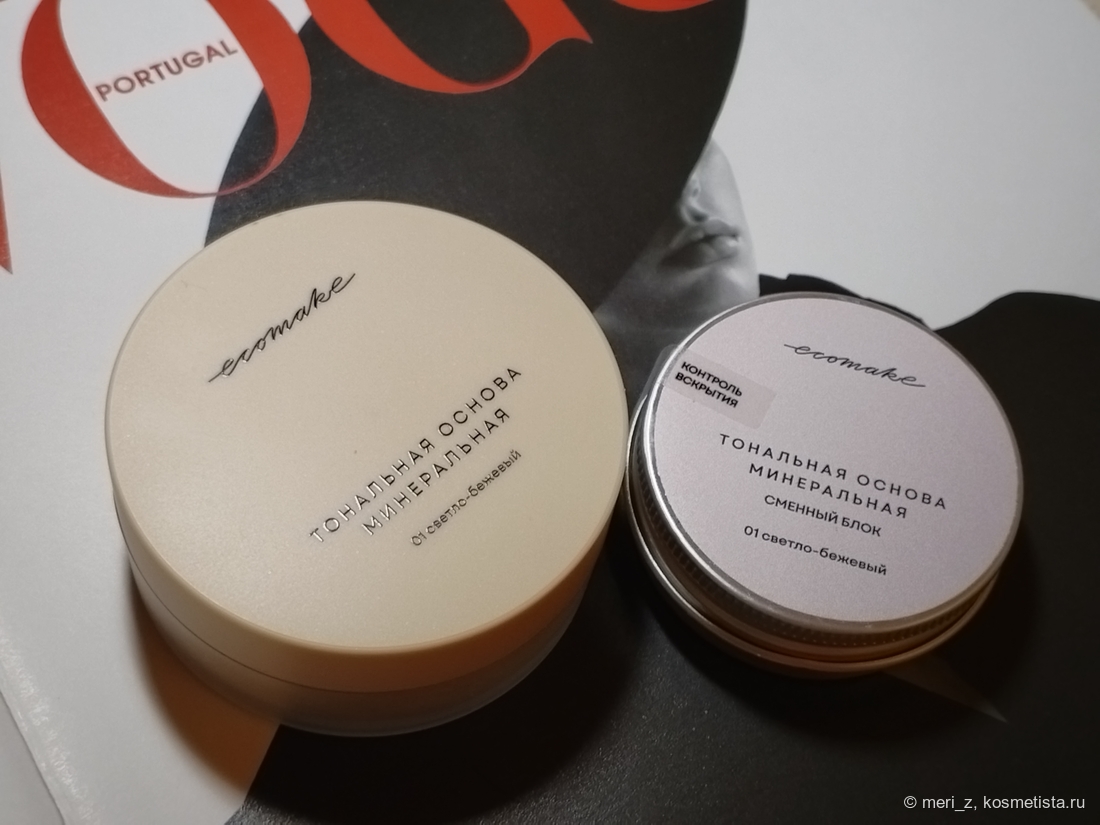 VOGU
PORTUGAL
ecomake
ТОНАЛЬНАЯ ОСНОВА
МИНЕРАЛЬНАЯ
01 светло-бежевый
ecomake
КОНТРОЛЬ
ВСКРЫТИЯ
ТОНАЛЬНАЯ ОСНОВА
МИНЕРАЛЬНАЯ
СМЕННЫЙ БЛОК
01 светло-бежевый
© meri_z, kosmetista.ru